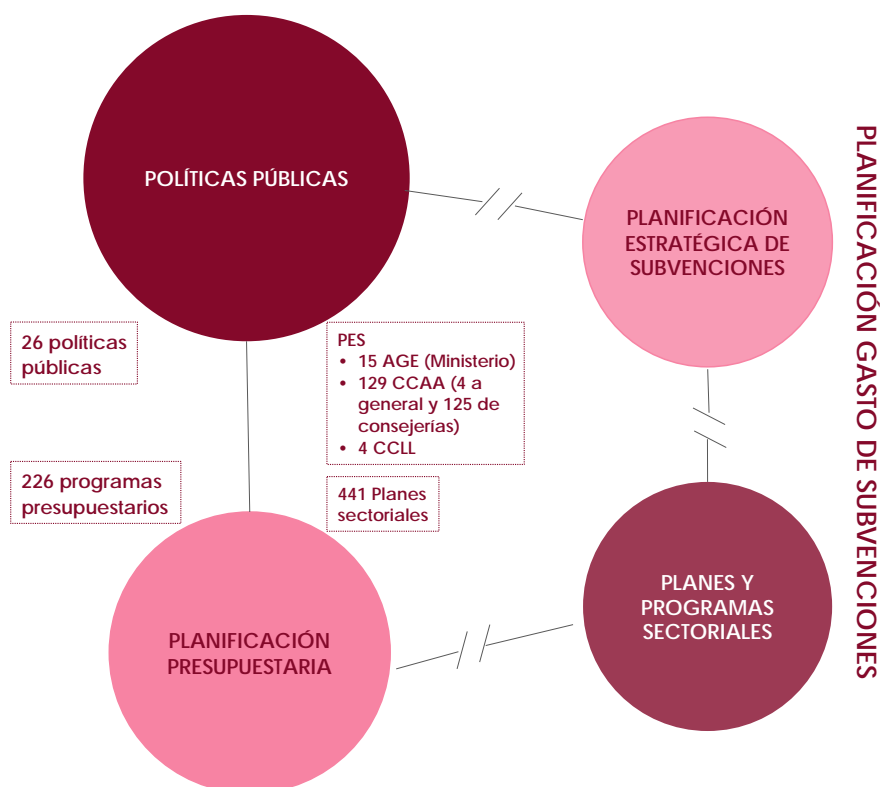 POLÍTICAS PÚBLICAS
PLANIFICACIÓN
ESTRATÉGICA DE
SUBVENCIONES
26 políticas
públicas
PES
• 15 AGE (Ministerio)
• 129 CCAA (4 a
general y 125 de
consejerías)
• 4 CCLL
226 programas
presupuestarios
441 Planes
sectoriales
PLANIFICACIÓN
PRESUPUESTARIA
PLANES Y
PROGRAMAS
SECTORIALES
PLANIFICACIÓN GASTO DE SUBVENCIONES